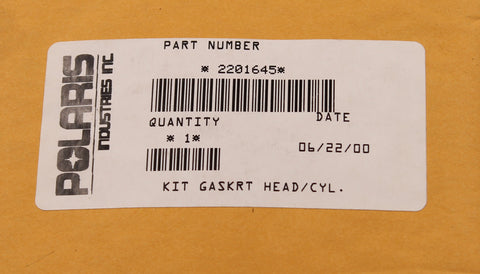 POLARIS
INDUSTRIES INC
PART NUMBER
* 2201645*
QUANTITY
DATE
* 1*
06/22/00
KIT GASKRT HEAD/CYL.